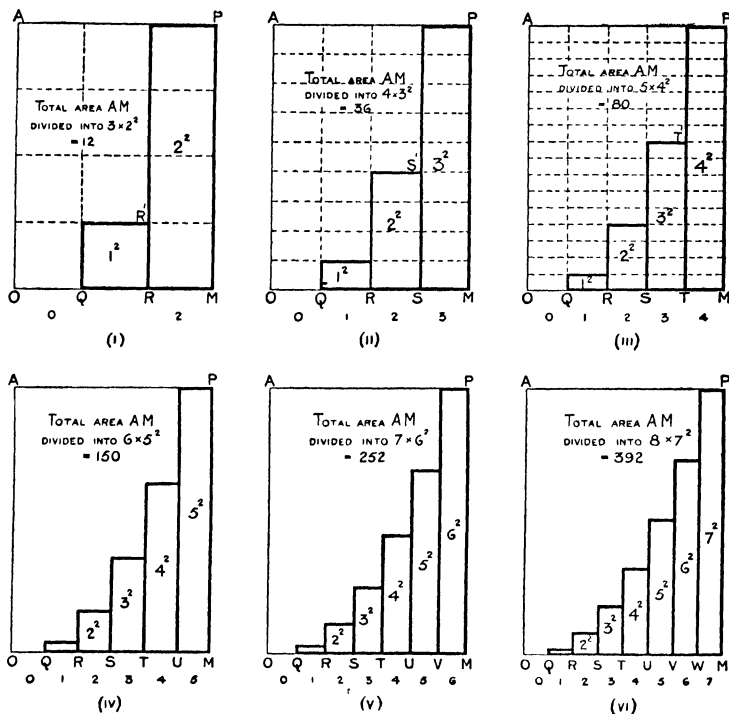 A P
TOTAL AREA AM
DIVIDED INTO 3×2²
= 12
2²
R'
1²
O Q R M
0 2
(I)
A P
TOTAL AREA AM
DIVIDED INTO 4×3²
= 36
S' 3²
2²
1²
O Q R S M
0 1 2 3
(II)
A P
TOTAL AREA AM
DIVIDED INTO 5×4²
= 80
T' 4²
3²
2²
1²
O Q R S T M
0 1 2 3 4
(III)
A P
TOTAL AREA AM
DIVIDED INTO 6×5²
= 150
5²
4²
3²
2²
O Q R S T U M
0 1 2 3 4 5
(IV)
A P
TOTAL AREA AM
DIVIDED INTO 7×6²
= 252
6²
5²
4²
3²
2²
O Q R S T U V M
0 1 2 3 4 5 6
(V)
A P
TOTAL AREA AM
DIVIDED INTO 8×7²
= 392
7²
6²
5²
4²
3²
2²
O Q R S T U V W M
0 1 2 3 4 5 6 7
(VI)